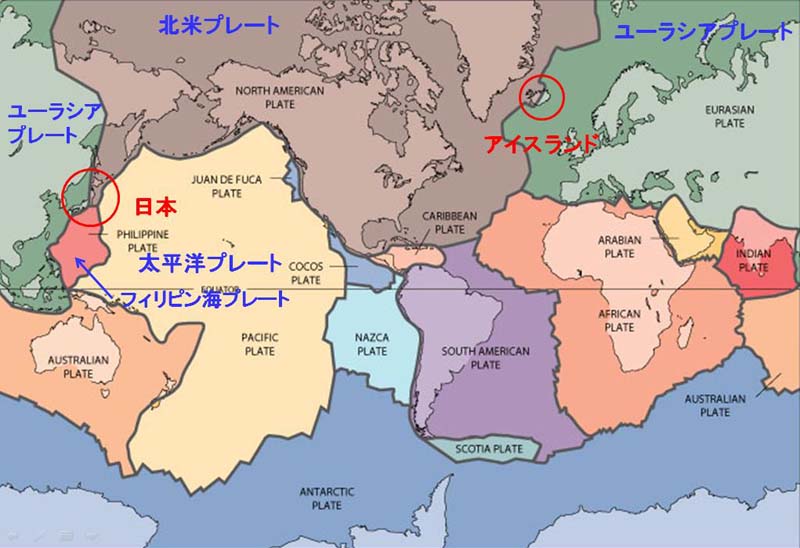 北米プレート
ユーラシアプレート
NORTH AMERICAN
PLATE
EURASIAN
PLATE
ユーラシア
プレート
アイスランド
JUAN DE FUCA
PLATE
日本
CARIBBEAN
PLATE
PHILIPPINE
PLATE
太平洋プレート
ARABIAN
PLATE
INDIAN
PLATE
COCOS
PLATE
EQUATOR
フィリピン海プレート
AFRICAN
PLATE
PACIFIC
PLATE
NAZCA
PLATE
SOUTH AMERICAN
PLATE
AUSTRALIAN
PLATE
AUSTRALIAN
PLATE
SCOTIA PLATE
ANTARCTIC
PLATE